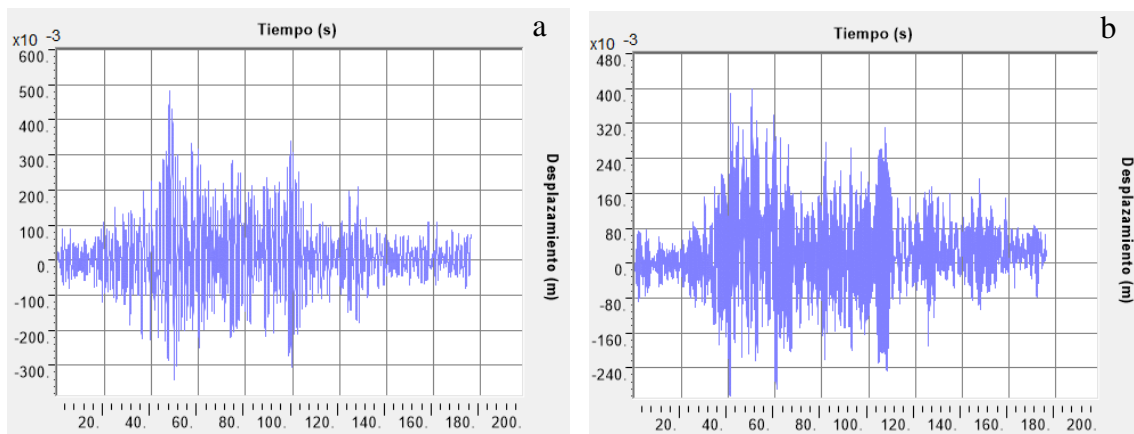 Tiempo (s)
a
x10 -3
600.
500.
400.
300.
200.
100.
0.
-100.
-200.
-300.
Desplazamiento (m)
20. 40. 60. 80. 100. 120. 140. 160. 180. 200.
Tiempo (s)
b
x10 -3
480.
400.
320.
240.
160.
80.
0.
-80.
-160.
-240.
Desplazamiento (m)
20. 40. 60. 80. 100. 120. 140. 160. 180. 200.